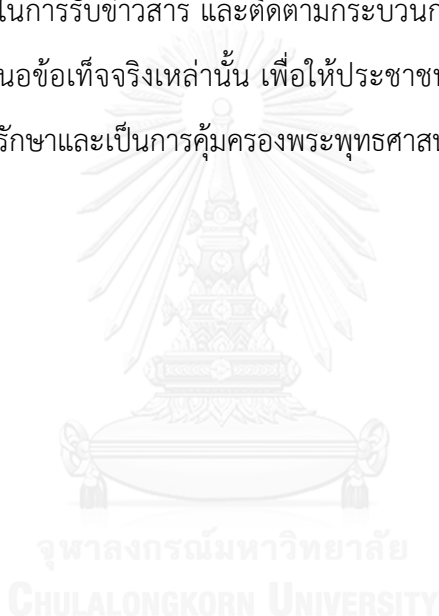 ในการรับข่าวสาร และติดตามกระบวนก
นอข้อเท็จจริงเหล่านั้น เพื่อให้ประชาช
รักษาและเป็นการคุ้มครองพระพุทธศาส
จุฬาลงกรณ์มหาวิทยาลัย
CHULALONGKORN UNIVERSITY